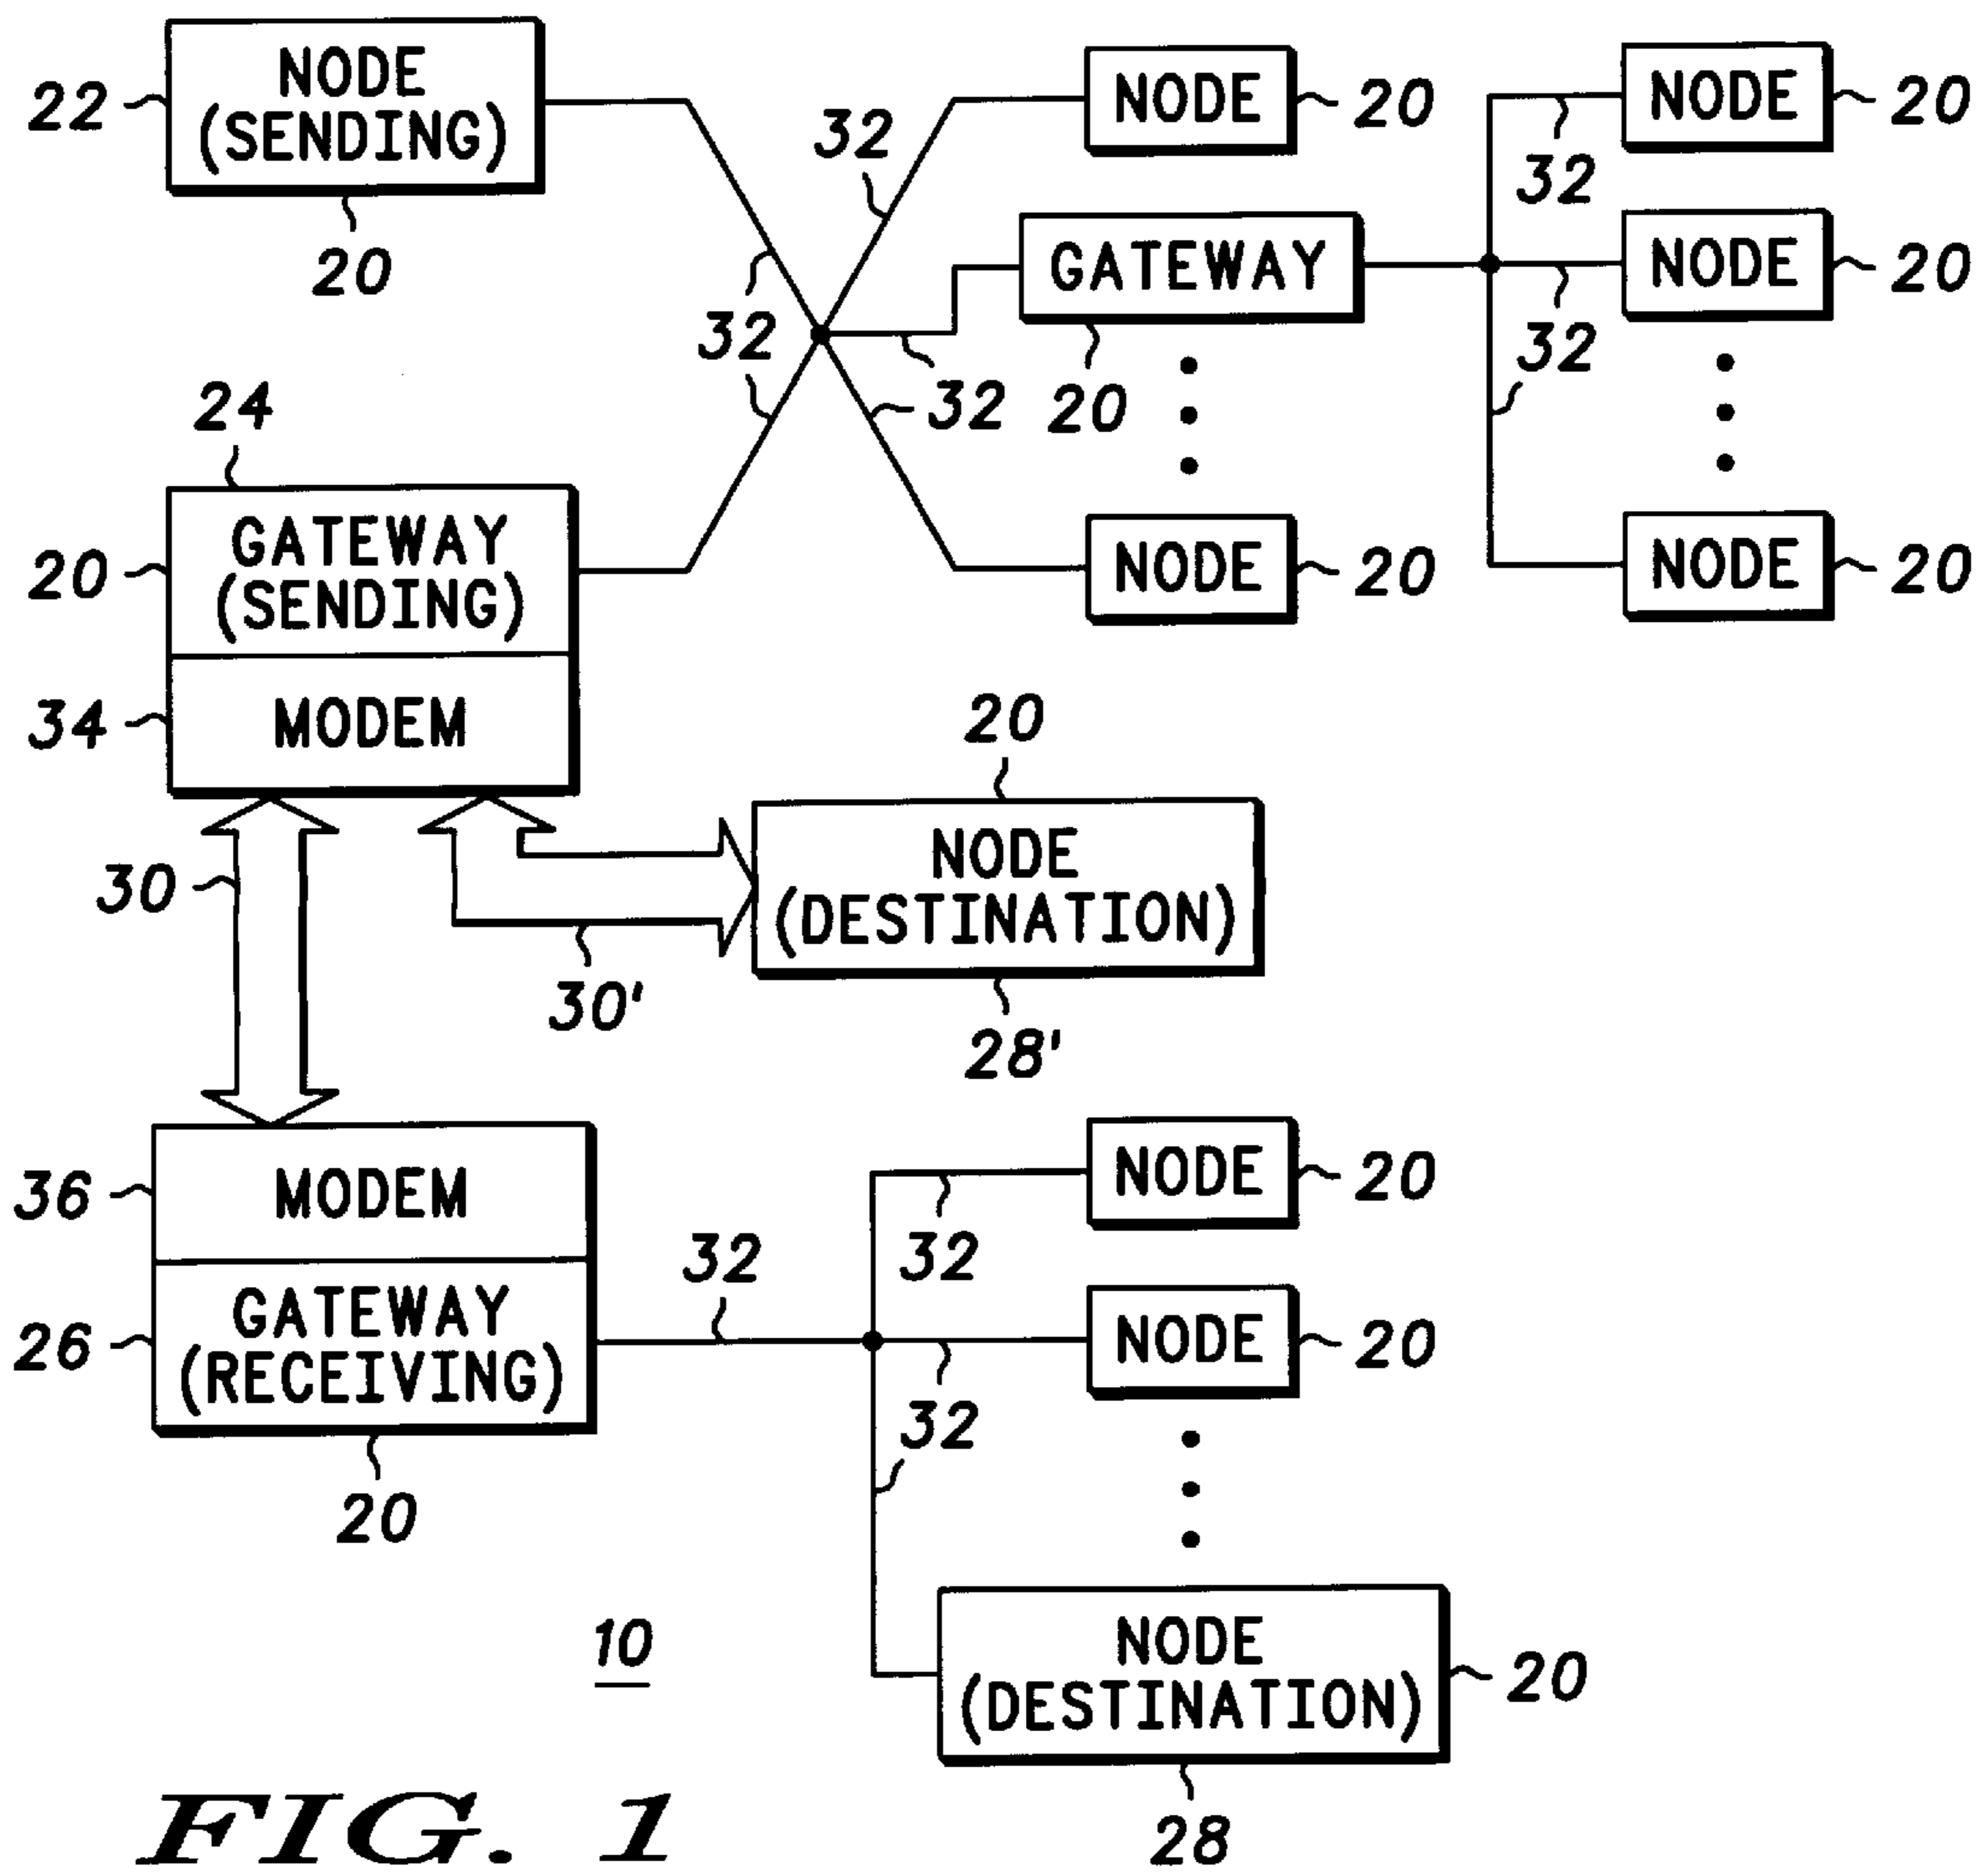 NODE
(SENDING)
22
20
32
32
NODE
20
NODE
20
32
GATEWAY
20
NODE
20
32
32
24
NODE
20
NODE
20
GATEWAY
(SENDING)
20
MODEM
34
30
30'
20
NODE
(DESTINATION)
28'
MODEM
36
GATEWAY
(RECEIVING)
26
20
32
NODE
20
32
NODE
20
32
NODE
(DESTINATION)
20
28
10
FIG. 1